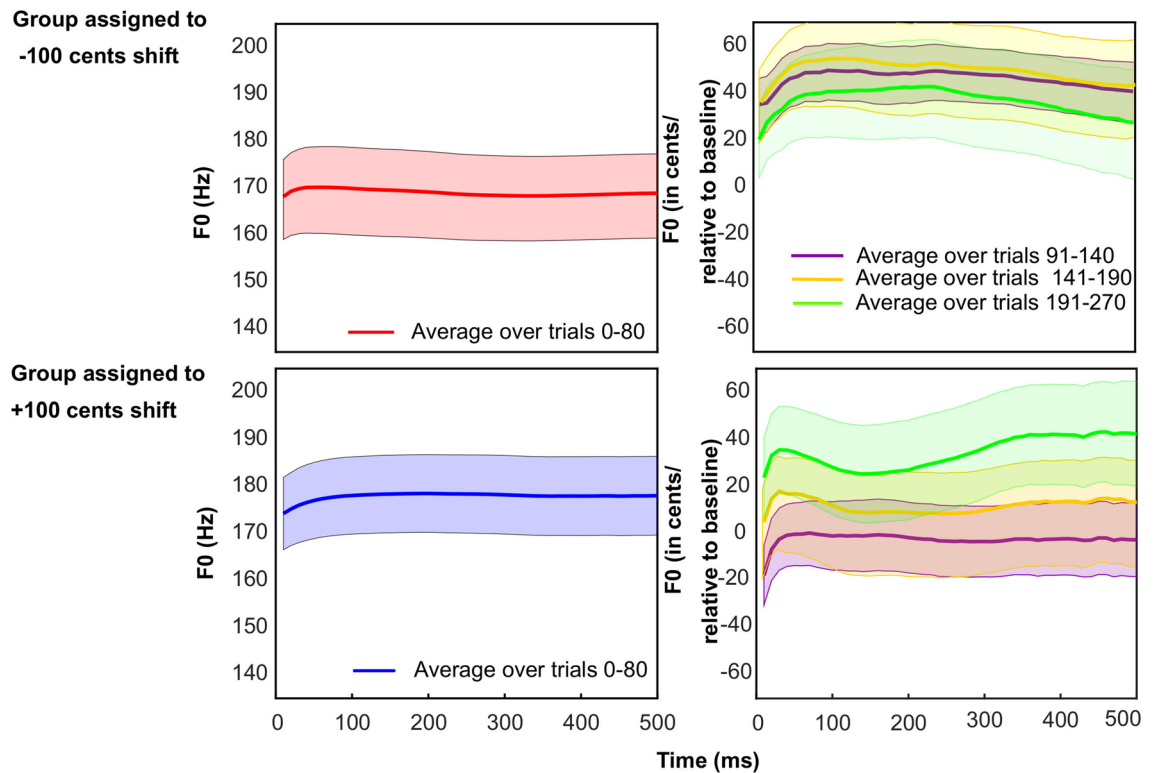 Group assigned to
-100 cents shift
F0 (Hz)
200
190
180
170
160
150
140
Average over trials 0-80
F0 (in cents/
relative to baseline)
60
40
20
0
-20
-40
-60
Average over trials 91-140
Average over trials 141-190
Average over trials 191-270
Group assigned to
+100 cents shift
F0 (Hz)
200
190
180
170
160
150
140
Average over trials 0-80
0 100 200 300 400 500
F0 (in cents/
relative to baseline)
60
40
20
0
-20
-40
-60
0 100 200 300 400 500
Time (ms)